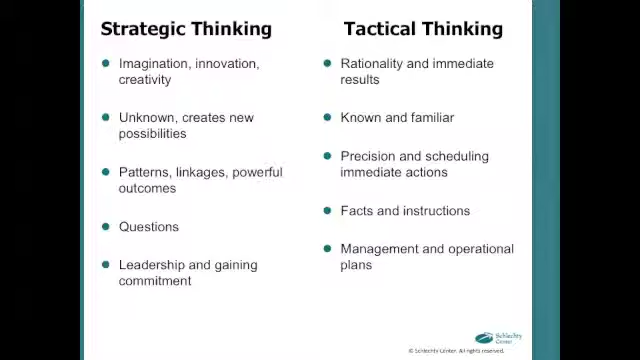 Strategic Thinking
Imagination, innovation,
creativity
Unknown, creates new
possibilities
Patterns, linkages, powerful
outcomes
Questions
Leadership and gaining
commitment
Tactical Thinking
Rationality and immediate
results
Known and familiar
Precision and scheduling
immediate actions
Facts and instructions
Management and operational
plans
Schlechty
Center
© Schlechty Center. All rights reserved.